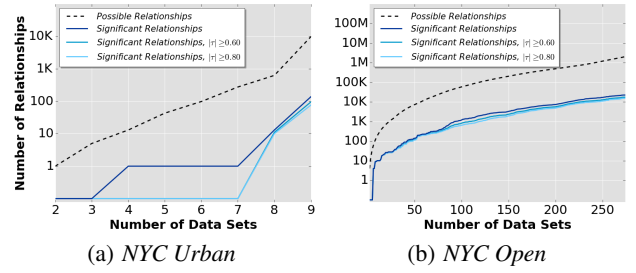 Number of Relationships
10K
1K
100
10
1
Possible Relationships
Significant Relationships
Significant Relationships, |τ| ≥0.60
Significant Relationships, |τ| ≥0.80
2 3 4 5 6 7 8 9
Number of Data Sets
(a) NYC Urban
100M
10M
1M
100K
10K
1K
100
10
1
Possible Relationships
Significant Relationships
Significant Relationships, |τ| ≥0.60
Significant Relationships, |τ| ≥0.80
50 100 150 200 250
Number of Data Sets
(b) NYC Open